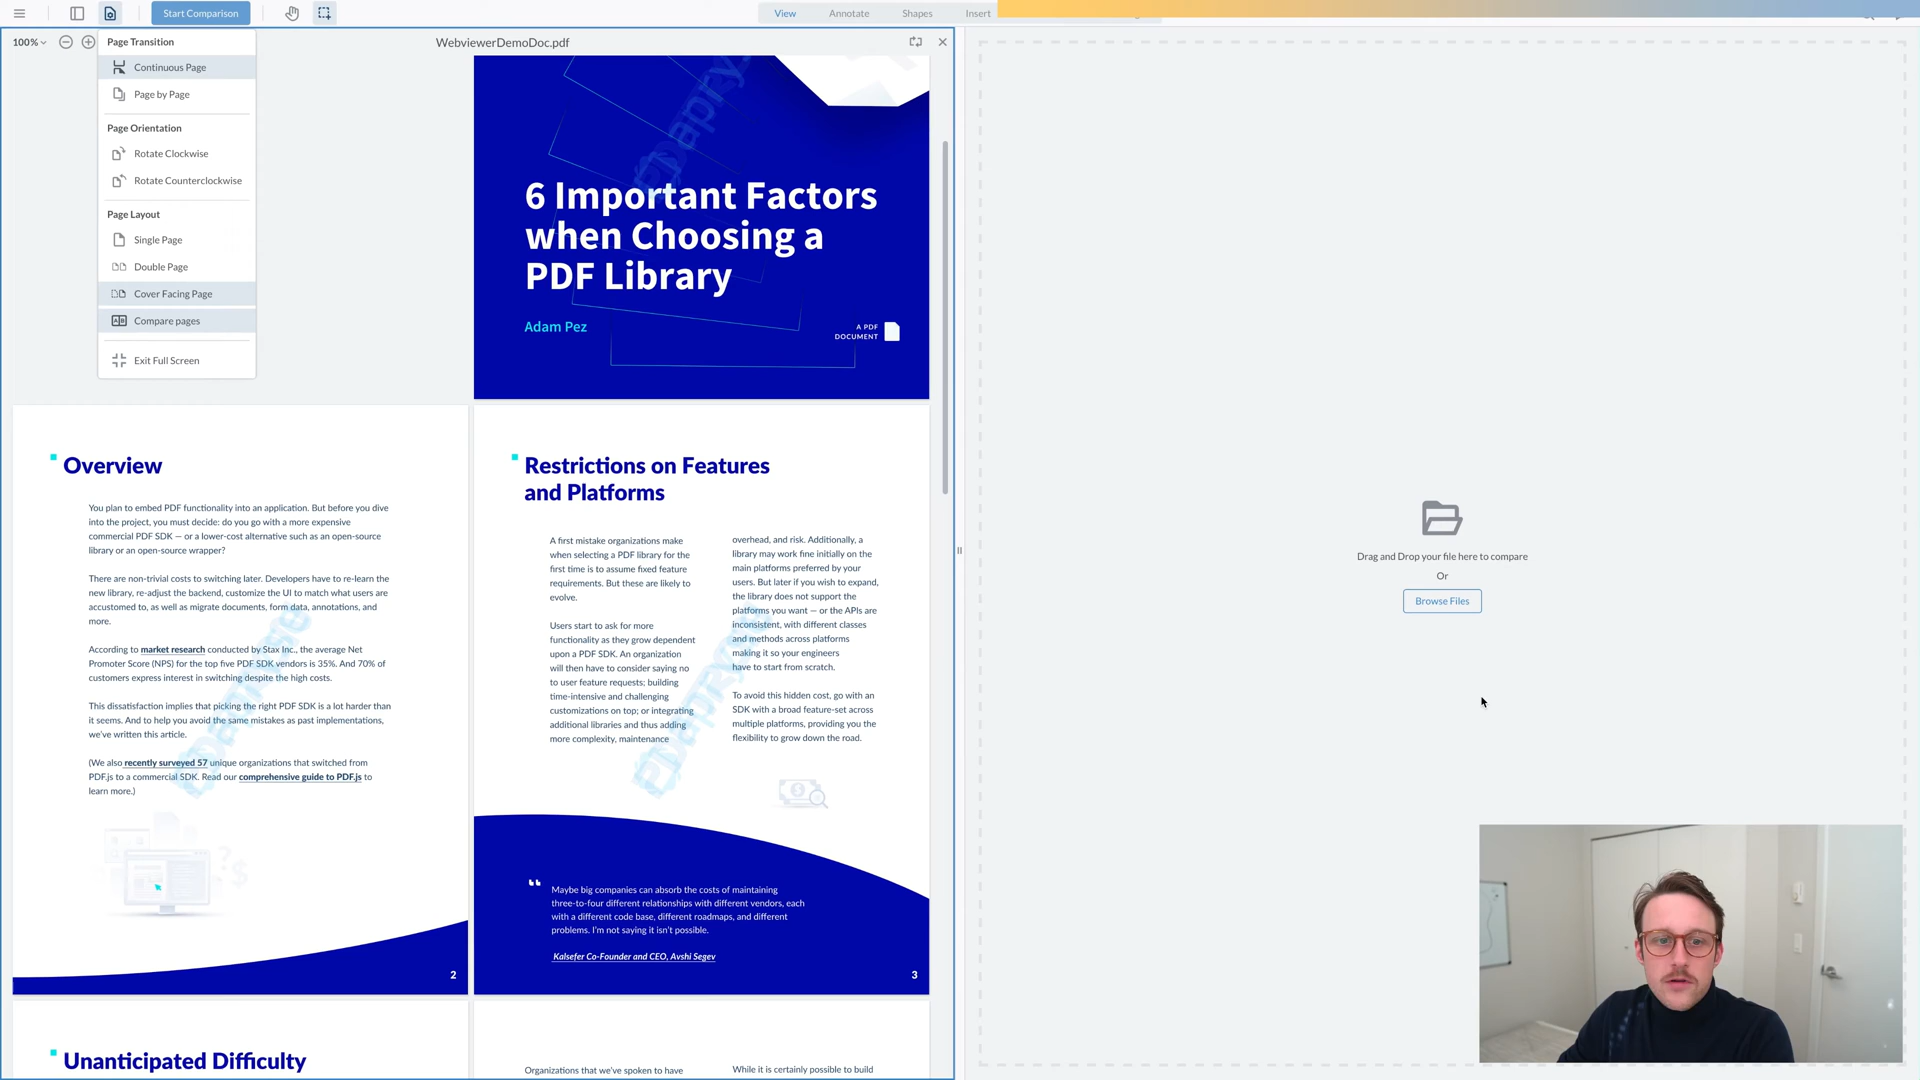 Start Comparison
View
Annotate
Shapes
Insert
100%
WebviewerDemoDoc.pdf
Page Transition
Continuous Page
Page by Page
Page Orientation
Rotate Clockwise
Rotate Counterclockwise
Page Layout
Single Page
Double Page
Cover Facing Page
Compare pages
Exit Full Screen
6 Important Factors
when Choosing a
PDF Library
Adam Pez
A PDF
DOCUMENT
Overview
You plan to embed PDF functionality into an application. But before you dive
into the project, you must decide: do you go with a more expensive
commercial PDF SDK — or a lower-cost alternative such as an open-source
library or an open-source wrapper?
There are non-trivial costs to switching later. Developers have to re-learn the
new library, re-adjust the backend, customize the UI to match what users are
accustomed to, as well as migrate documents, form data, annotations, and
more.
According to market research conducted by Stax Inc., the average Net
Promoter Score (NPS) for the top five PDF SDK vendors is 35%. And 70% of
customers express interest in switching despite the high costs.
This dissatisfaction implies that picking the right PDF SDK is a lot harder than
it seems. And to help you avoid the same mistakes as past implementations,
we've written this article.
(We also recently surveyed 57 unique organizations that switched from
PDF.js to a commercial SDK. Read our comprehensive guide to PDF.js to
learn more.)
2
Restrictions on Features
and Platforms
A first mistake organizations make
when selecting a PDF library for the
first time is to assume fixed feature
requirements. But these are likely to
evolve.
Users start to ask for more
functionality as they grow dependent
upon a PDF SDK. An organization
will then have to consider saying no
to user feature requests; building
time-intensive and challenging
customizations on top; or integrating
additional libraries and thus adding
more complexity, maintenance
overhead, and risk. Additionally, a
library may work fine initially on the
main platforms preferred by your
users. But later if you wish to expand,
the library does not support the
platforms you want — or the APIs are
inconsistent, with different classes
and methods across platforms
making it so your engineers
have to start from scratch.
To avoid this hidden cost, go with an
SDK with a broad feature-set across
multiple platforms, providing you the
flexibility to grow down the road.
Maybe big companies can absorb the costs of maintaining
three-to-four different relationships with different vendors, each
with a different code base, different roadmaps, and different
problems. I'm not saying it isn't possible.
Kalsefer Co-Founder and CEO, Avshi Segev
3
Unanticipated Difficulty
Organizations that we've spoken to have
While it is certainly possible to build
Drag and Drop your file here to compare
Or
Browse Files